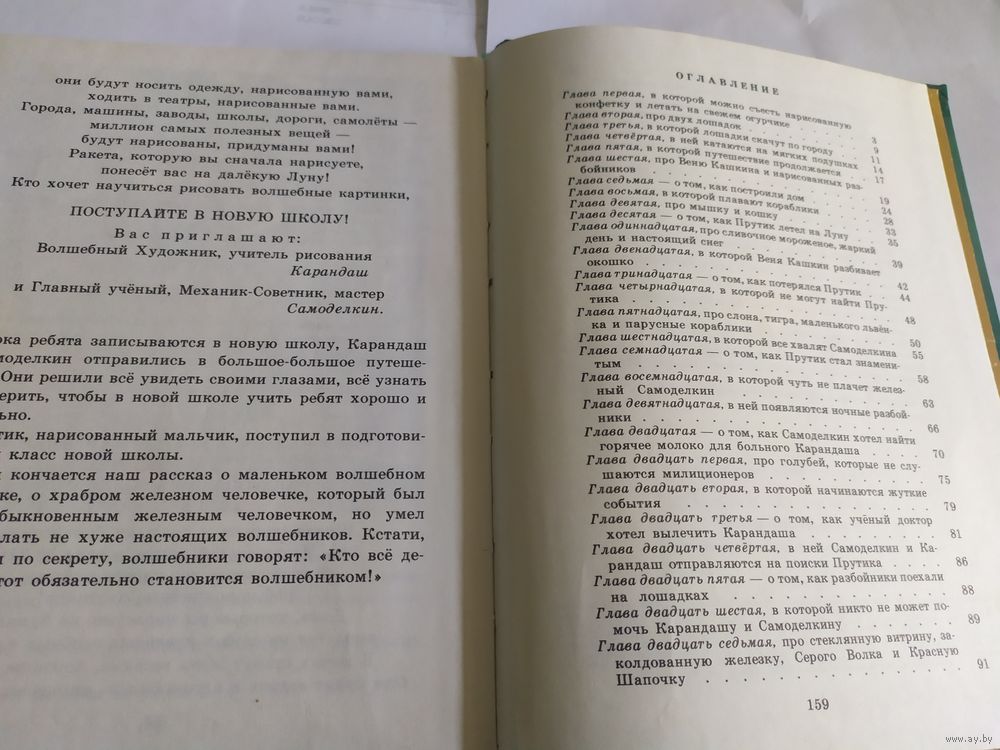 они будут носить одежду, нарисованную вами,
ходить в театры, нарисованные вами.
Города, машины, заводы, школы, дороги, самолёты —
миллион самых полезных вещей —
будут нарисованы, придуманы вами!
Ракета, которую вы сначала нарисуете,
понесёт вас на далёкую Луну!
Кто хочет научиться рисовать волшебные картинки,
ПОСТУПАЙТЕ В НОВУЮ ШКОЛУ!
Вас приглашают:
Волшебный Художник, учитель рисования
Карандаш
и Главный учёный, Механик-Советник, мастер
Самоделкин.
ока ребята записываются в новую школу, Карандаш
моделкин отправились в большое-большое путеше-
Они решили всё увидеть своими глазами, всё узнать
ерить, чтобы в новой школе учить ребят хорошо и
льно.
тик, нарисованный мальчик, поступил в подготови-
класс новой школы.
кончается наш рассказ о маленьком волшебном
ке, о храбром железном человечке, который был
быкновенным железным человечком, но умел
лать не хуже настоящих волшебников. Кстати,
по секрету, волшебники говорят: «Кто всё де-
тот обязательно становится волшебником!»
ОГЛАВЛЕНИЕ
Глава первая, в которой можно съесть нарисованную
конфетку и летать на свежем огурчике . . . 3
Глава вторая, про двух лошадок . . . 9
Глава третья, в которой лошадки скачут по городу . . 11
Глава четвёртая, в ней катаются на мягких подушках 14
Глава пятая, в которой путешествие продолжается . . 17
Глава шестая, про Веню Кашкина и нарисованных раз-
бойников . . . 19
Глава седьмая — о том, как построили дом . . . 24
Глава восьмая, в которой плавают кораблики . . . 28
Глава девятая, про мышку и кошку . . . 33
Глава десятая — о том, как Прутик летел на Луну . . 35
Глава одиннадцатая, про сливочное мороженое, жаркий
день и настоящий снег . . . 39
Глава двенадцатая, в которой Веня Кашкин разбивает
окошко . . . 42
Глава тринадцатая — о том, как потерялся Прутик . . 44
Глава четырнадцатая, в которой не могут найти Пру-
тика . . . 48
Глава пятнадцатая, про слона, тигра, маленького львён-
ка и парусные кораблики . . . 50
Глава шестнадцатая, в которой все хвалят Самоделкина 55
Глава семнадцатая — о том, как Прутик стал знамени-
тым . . . 58
Глава восемнадцатая, в которой чуть не плачет желез-
ный Самоделкин . . . 63
Глава девятнадцатая, в ней появляются ночные разбой-
ники . . . 66
Глава двадцатая — о том, как Самоделкин хотел найти
горячее молоко для больного Карандаша . . . 70
Глава двадцать первая, про голубей, которые не слу-
шаются милиционеров . . . 75
Глава двадцать вторая, в которой начинаются жуткие
события . . . 79
Глава двадцать третья — о том, как учёный доктор
хотел вылечить Карандаша . . . 81
Глава двадцать четвёртая, в ней Самоделкин и Ка-
рандаш отправляются на поиски Прутика . . . 86
Глава двадцать пятая — о том, как разбойники поехали
на лошадках . . . 88
Глава двадцать шестая, в которой никто не может по-
мочь Карандашу и Самоделкину . . . 89
Глава двадцать седьмая, про стеклянную витрину, за-
колдованную железку, Серого Волка и Красную
Шапочку . . . 91
159
www.ay.by